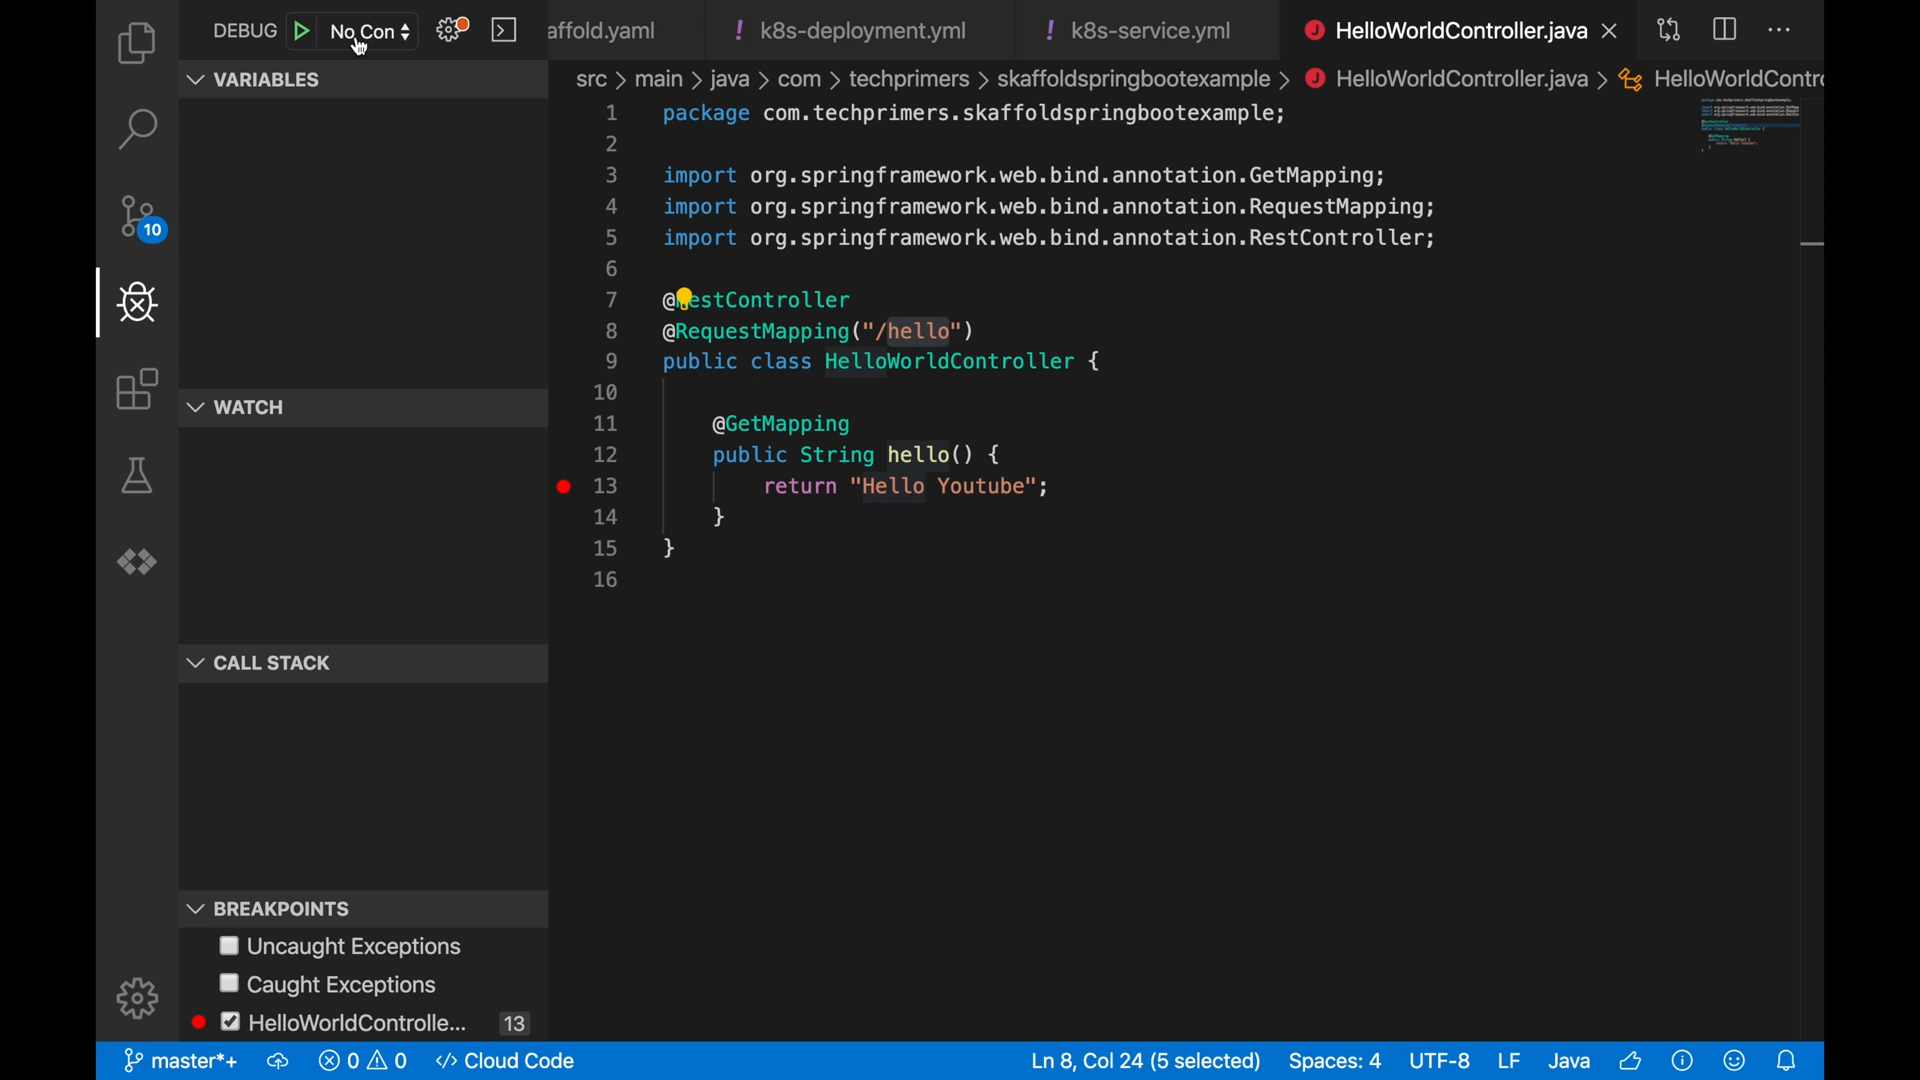 DEBUG No Con
affold.yaml ! k8s-deployment.yml ! k8s-service.yml J HelloWorldController.java
src > main > java > com > techprimers > skaffoldspringbootexample > J HelloWorldController.java > HelloWorldContro
VARIABLES
10
WATCH
CALL STACK
BREAKPOINTS
Uncaught Exceptions
Caught Exceptions
HelloWorldControlle... 13
1 package com.techprimers.skaffoldspringbootexample;
2
3 import org.springframework.web.bind.annotation.GetMapping;
4 import org.springframework.web.bind.annotation.RequestMapping;
5 import org.springframework.web.bind.annotation.RestController;
6
7 @RestController
8 @RequestMapping("/hello")
9 public class HelloWorldController {
10
11 @GetMapping
12 public String hello() {
13 return "Hello Youtube";
14 }
15 }
16
master*+ 0 0 </> Cloud Code Ln 8, Col 24 (5 selected) Spaces: 4 UTF-8 LF Java